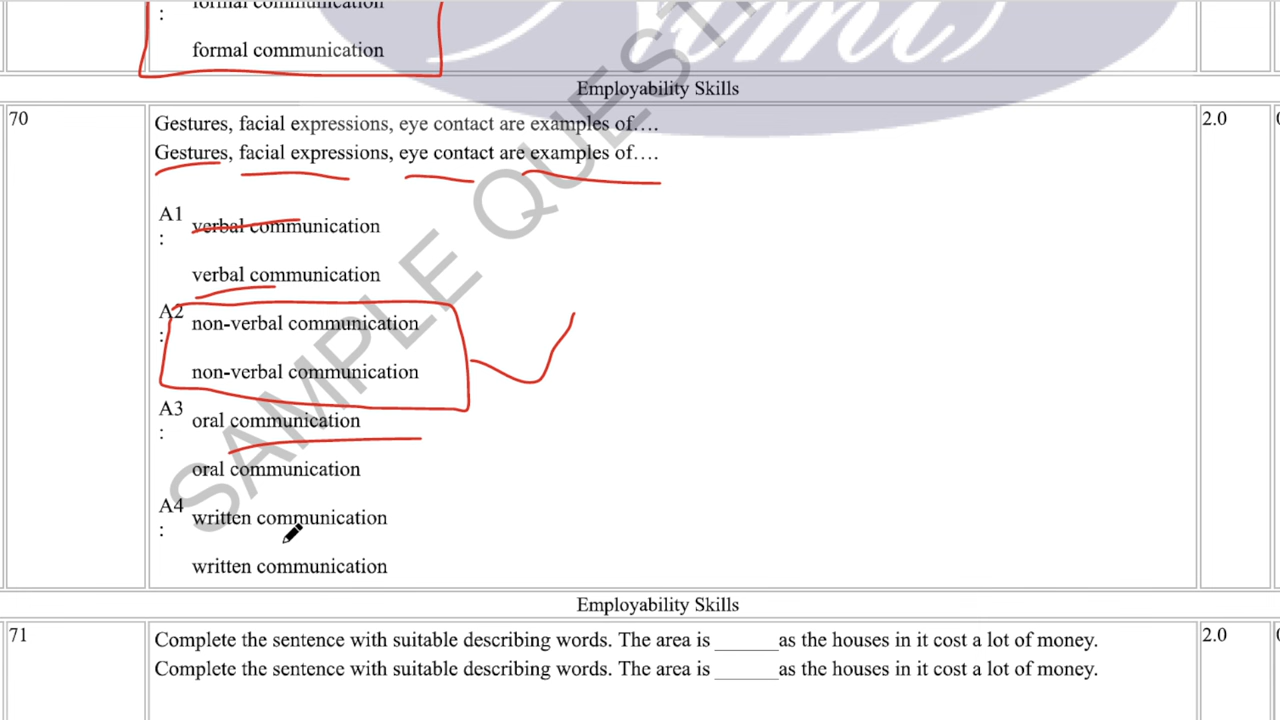 formal communication
:
formal communication
Employability Skills
70
Gestures, facial expressions, eye contact are examples of….
2.0
Gestures, facial expressions, eye contact are examples of….
A1
:
verbal communication
verbal communication
A2
:
non-verbal communication
non-verbal communication
A3
:
oral communication
oral communication
A4
:
written communication
written communication
Employability Skills
71
Complete the sentence with suitable describing words. The area is ______as the houses in it cost a lot of money.
2.0
Complete the sentence with suitable describing words. The area is ______as the houses in it cost a lot of money.
SAMPLE QUEST